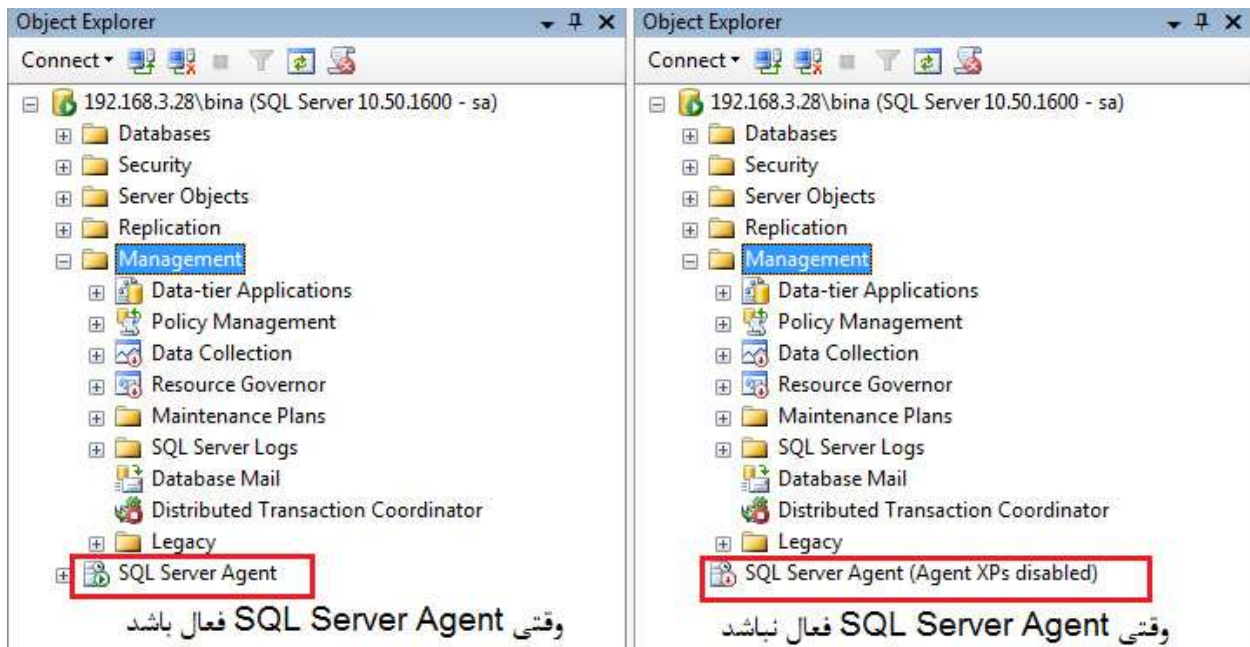 Object Explorer
Connect
192.168.3.28\bina (SQL Server 10.50.1600 - sa)
Databases
Security
Server Objects
Replication
Management
Data-tier Applications
Policy Management
Data Collection
Resource Governor
Maintenance Plans
SQL Server Logs
Database Mail
Distributed Transaction Coordinator
Legacy
SQL Server Agent
وقتی SQL Server Agent فعال باشد
Object Explorer
Connect
192.168.3.28\bina (SQL Server 10.50.1600 - sa)
Databases
Security
Server Objects
Replication
Management
Data-tier Applications
Policy Management
Data Collection
Resource Governor
Maintenance Plans
SQL Server Logs
Database Mail
Distributed Transaction Coordinator
Legacy
SQL Server Agent (Agent XPs disabled)
وقتی SQL Server Agent فعال نباشد